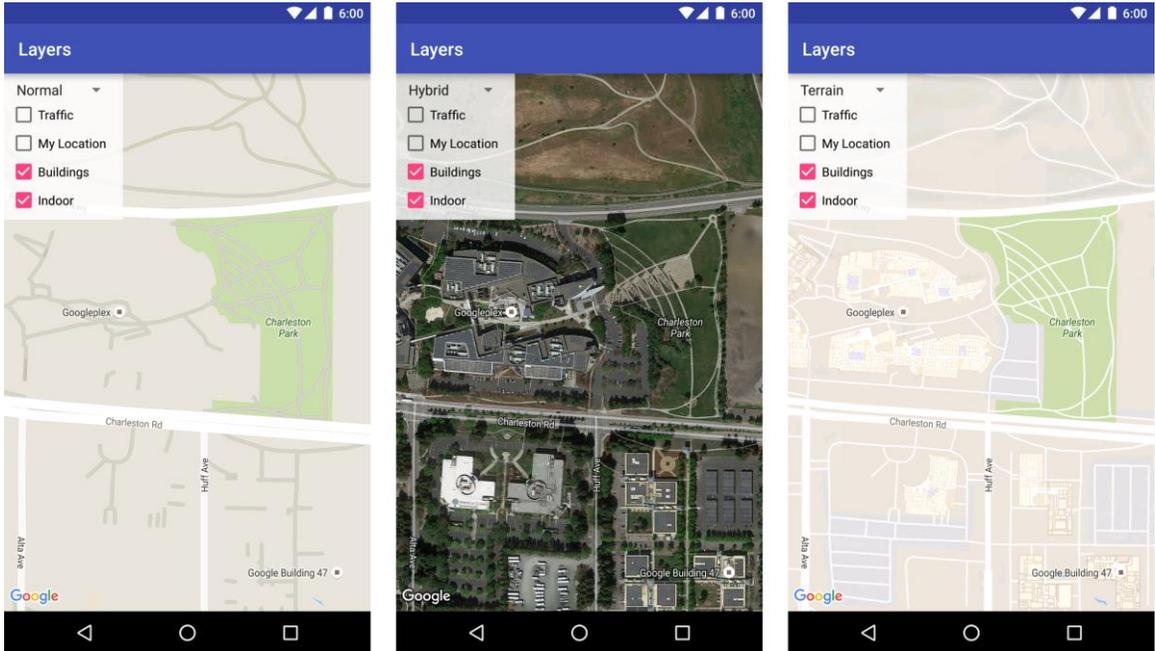 6:00
Layers
Normal
Traffic
My Location
Buildings
Indoor
Googleplex
Charleston
Park
Charleston Rd
Huff Ave
Alta Ave
Google Building 47
Google
6:00
Layers
Hybrid
Traffic
My Location
Buildings
Indoor
Googleplex
Charleston
Park
Charleston Rd
Huff Ave
Alta Ave
Google Building 47
Google
6:00
Layers
Terrain
Traffic
My Location
Buildings
Indoor
Googleplex
Charleston
Park
Charleston Rd
Huff Ave
Alta Ave
Google Building 47
Google